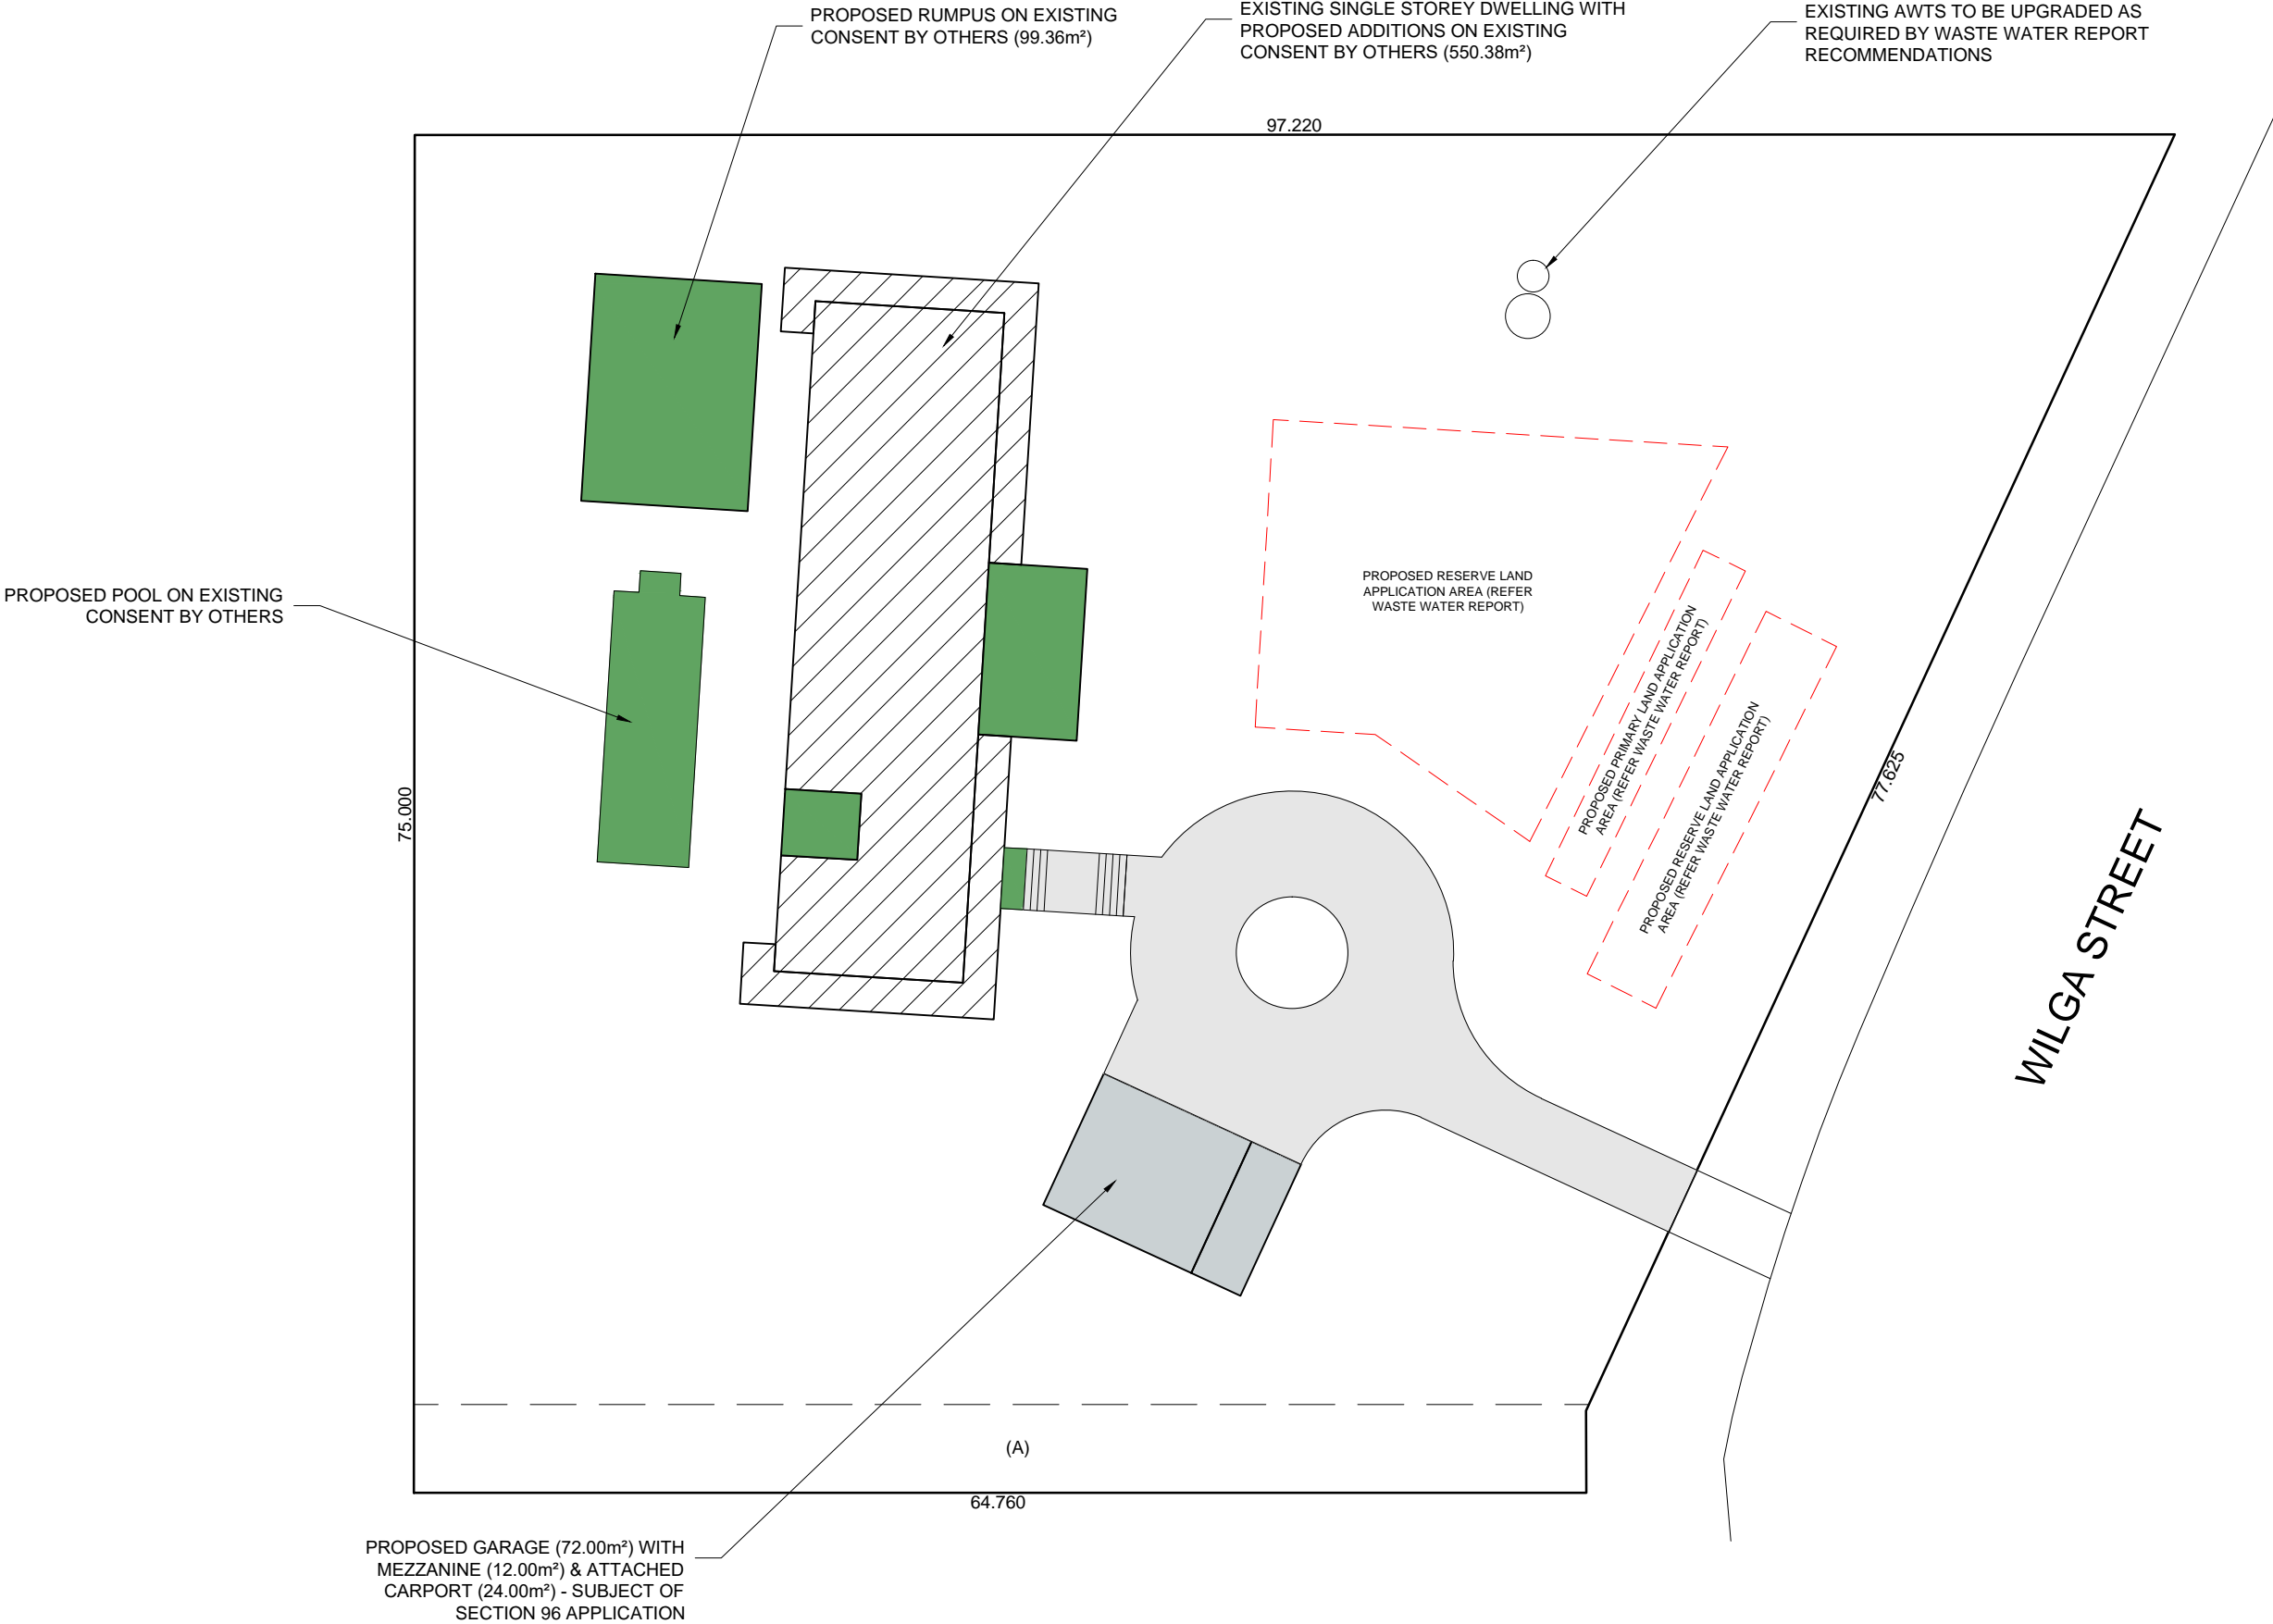 PROPOSED RUMPUS ON EXISTING
CONSENT BY OTHERS (99.36m²)
EXISTING SINGLE STOREY DWELLING WITH
PROPOSED ADDITIONS ON EXISTING
CONSENT BY OTHERS (550.38m²)
EXISTING AWTS TO BE UPGRADED AS
REQUIRED BY WASTE WATER REPORT
RECOMMENDATIONS
97.220
PROPOSED POOL ON EXISTING
CONSENT BY OTHERS
PROPOSED RESERVE LAND
APPLICATION AREA (REFER
WASTE WATER REPORT)
PROPOSED PRIMARY LAND APPLICATION
AREA (REFER WASTE WATER REPORT)
PROPOSED RESERVE LAND APPLICATION
AREA (REFER WASTE WATER REPORT)
75.000
77.625
WILGA STREET
(A)
64.760
PROPOSED GARAGE (72.00m²) WITH
MEZZANINE (12.00m²) & ATTACHED
CARPORT (24.00m²) - SUBJECT OF
SECTION 96 APPLICATION